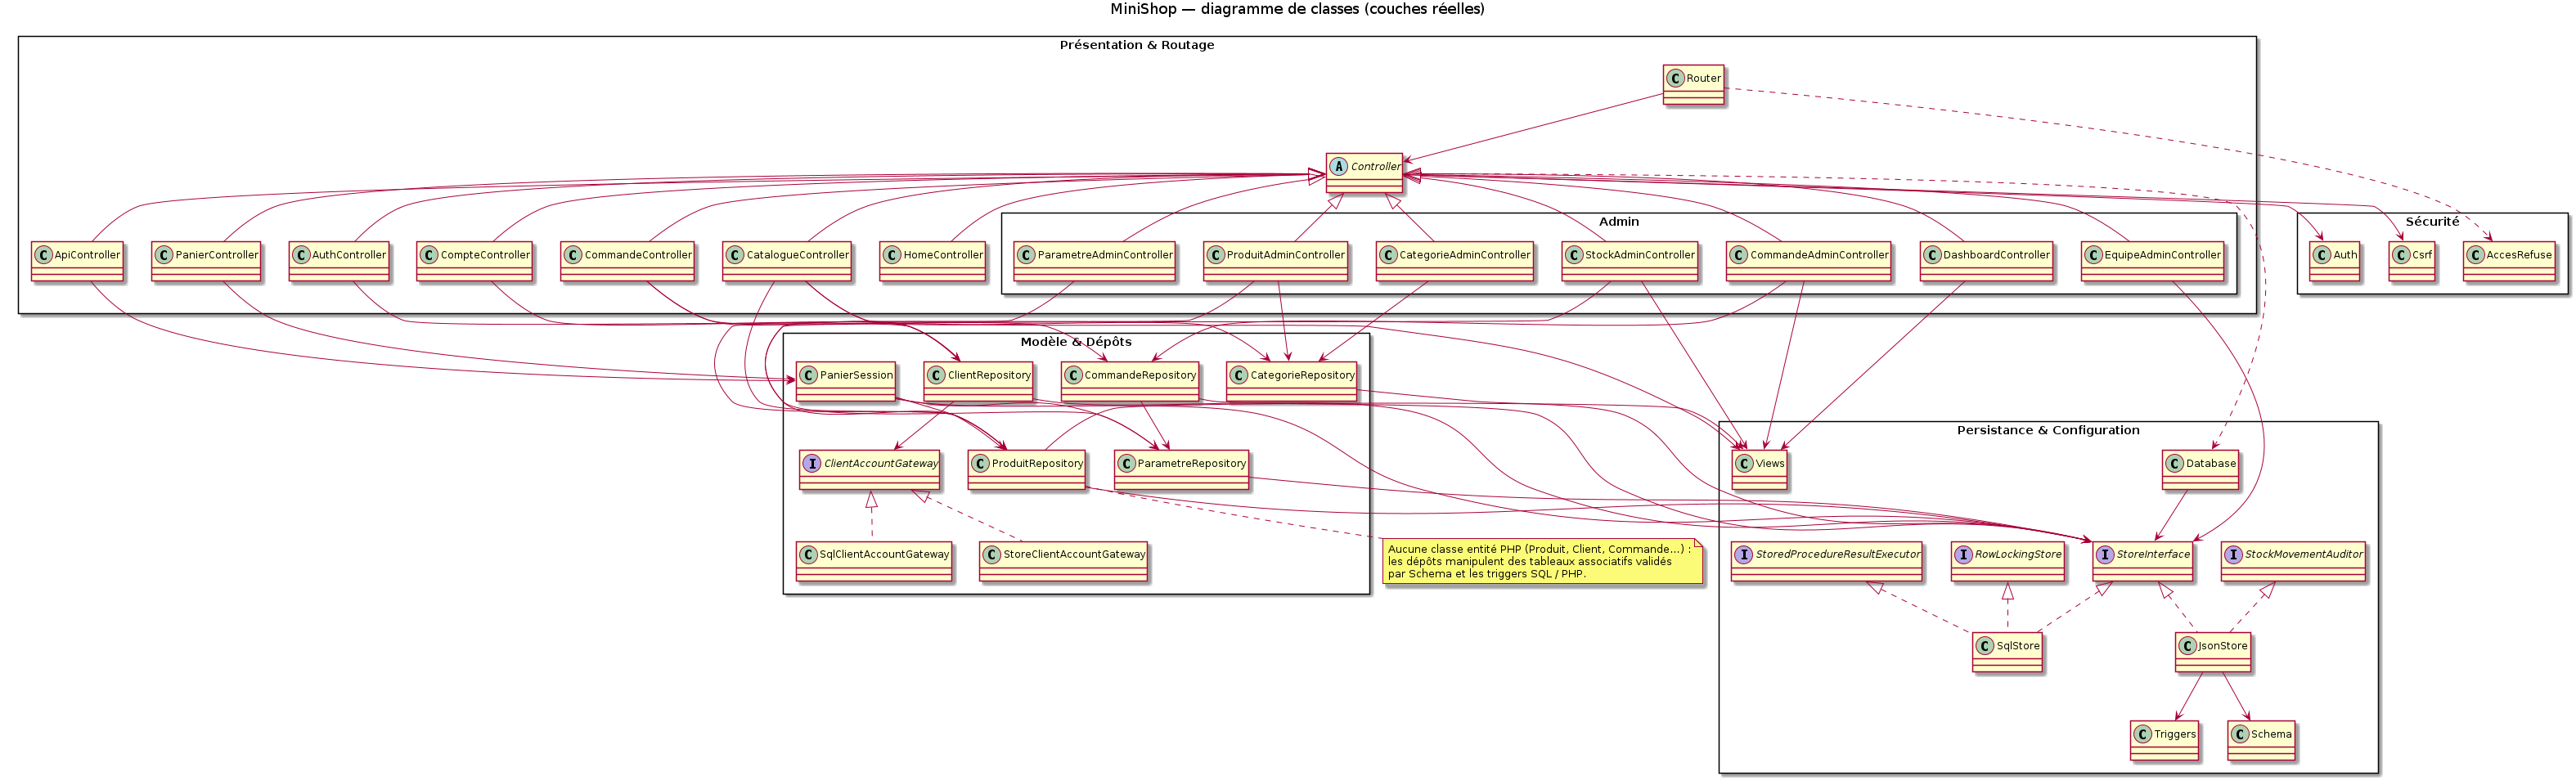 MiniShop — diagramme de classes (couches réelles)
Présentation & Routage
C Router
A Controller
Admin
Sécurité
C ApiController
C PanierController
C AuthController
C CompteController
C CommandeController
C CatalogueController
C HomeController
C ParametreAdminController
C ProduitAdminController
C CategorieAdminController
C StockAdminController
C CommandeAdminController
C DashboardController
C EquipeAdminController
C Auth
C Csrf
C AccesRefuse
Modèle & Dépôts
C PanierSession
C ClientRepository
C CommandeRepository
C CategorieRepository
Persistance & Configuration
I ClientAccountGateway
C ProduitRepository
C ParametreRepository
C Views
C Database
C SqlClientAccountGateway
C StoreClientAccountGateway
Aucune classe entité PHP (Produit, Client, Commande...) :
les dépôts manipulent des tableaux associatifs validés
par Schema et les triggers SQL / PHP.
I StoredProcedureResultExecutor
I RowLockingStore
I StoreInterface
I StockMovementAuditor
C SqlStore
C JsonStore
C Triggers
C Schema